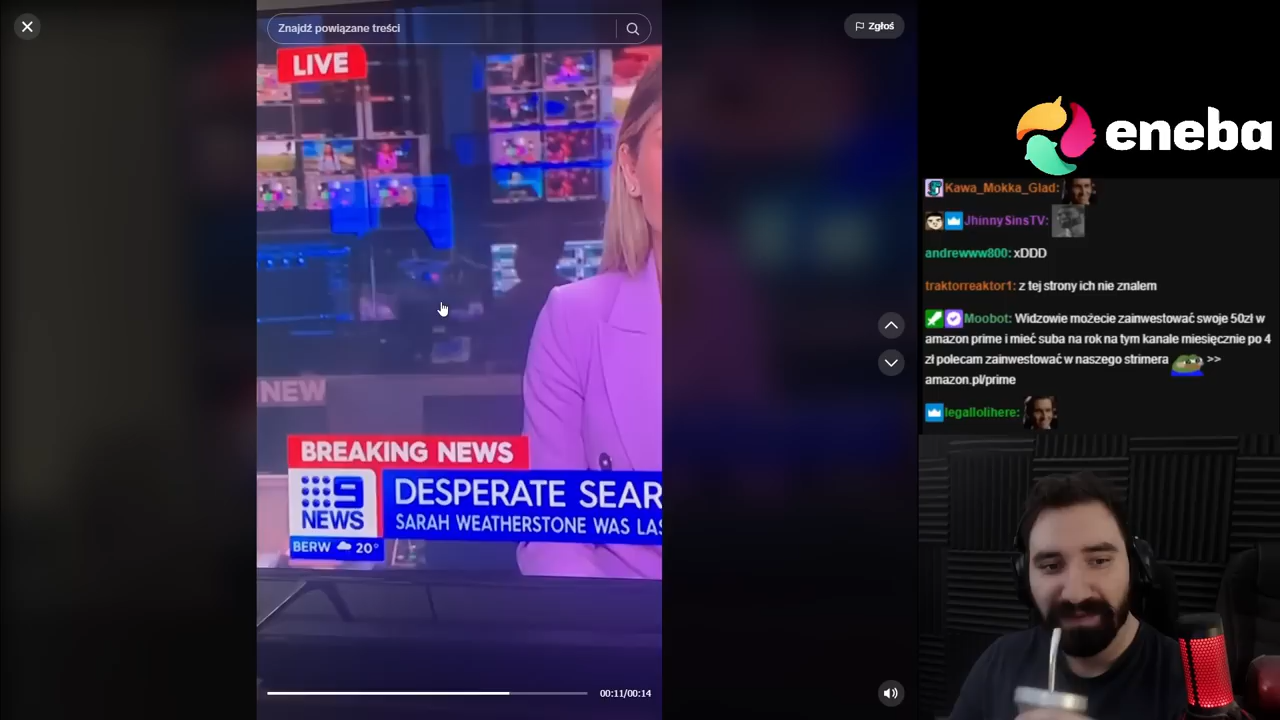 Znajdź powiązane treści
Zgłoś
LIVE
NEW
BREAKING NEWS
9
NEWS
DESPERATE SEAR
SARAH WEATHERSTONE WAS LAS
BERW 20°
00:11/00:14
eneba
Kawa_Mokka_Glad:
JhinnySinsTV:
andrewww800: xDDD
traktorreaktor1: z tej strony ich nie znalem
Moobot: Widzowie możecie zainwestować swoje 50zł w
amazon prime i mieć suba na rok na tym kanale miesięcznie po 4
zł polecam zainwestować w naszego strimera >>
amazon.pl/prime
legallolihere: